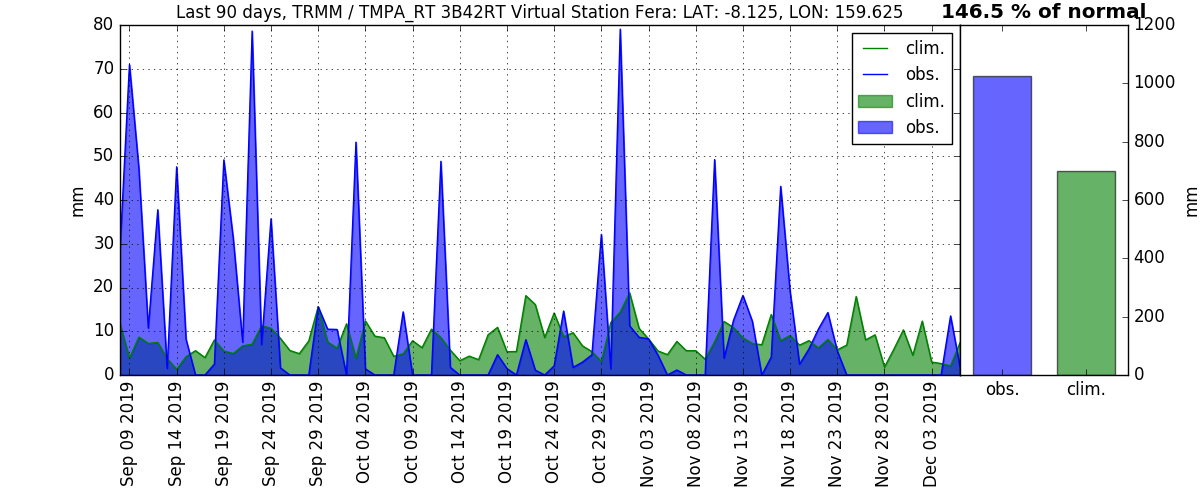 Last 90 days, TRMM / TMPA_RT 3B42RT Virtual Station Fera: LAT: -8.125, LON: 159.625
146.5 % of normal
80
70
60
50
40
30
20
10
0
mm
clim.
obs.
clim.
obs.
Sep 09 2019
Sep 14 2019
Sep 19 2019
Sep 24 2019
Sep 29 2019
Oct 04 2019
Oct 09 2019
Oct 14 2019
Oct 19 2019
Oct 24 2019
Oct 29 2019
Nov 03 2019
Nov 08 2019
Nov 13 2019
Nov 18 2019
Nov 23 2019
Nov 28 2019
Dec 03 2019
1200
1000
800
600
400
200
0
mm
obs. clim.